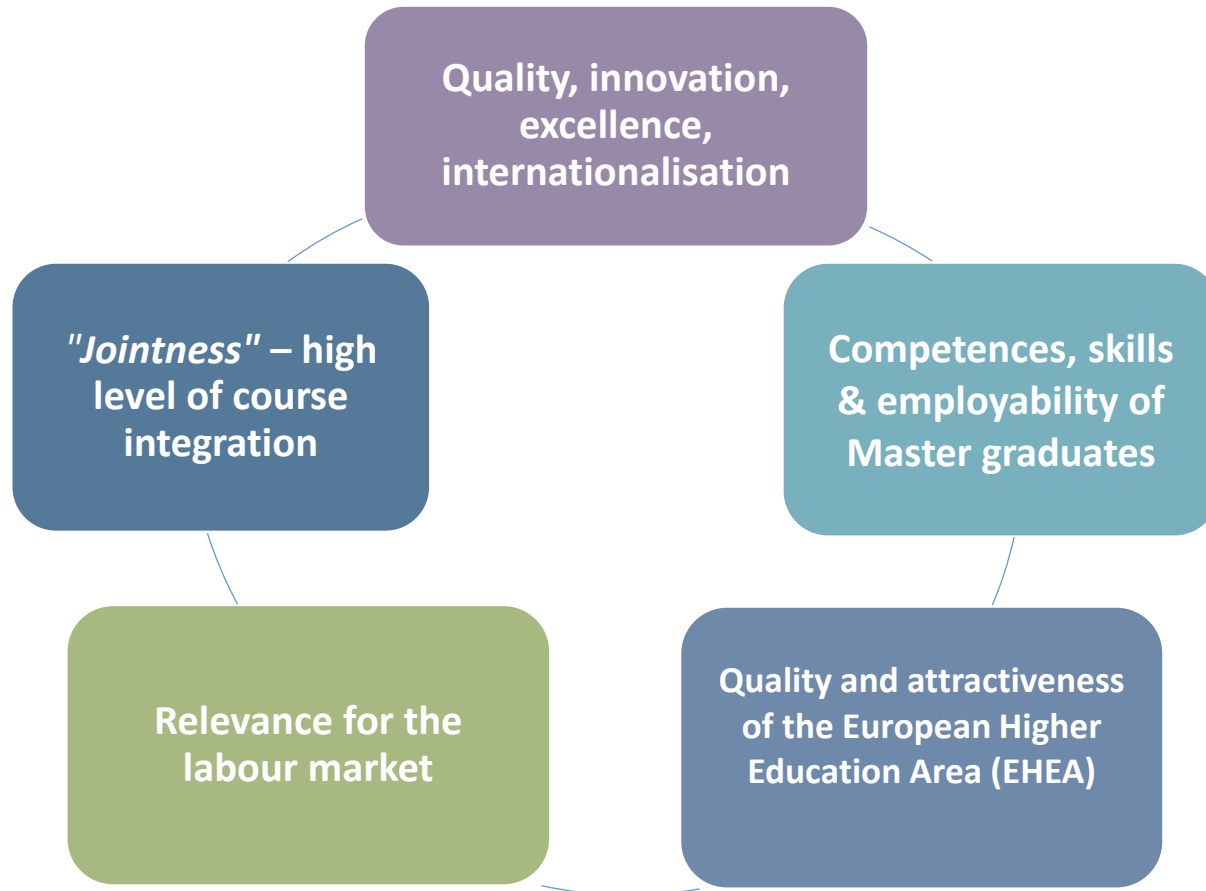 Quality, innovation,
excellence,
internationalisation
"Jointness" – high
level of course
integration
Competences, skills
& employability of
Master graduates
Relevance for the
labour market
Quality and attractiveness
of the European Higher
Education Area (EHEA)